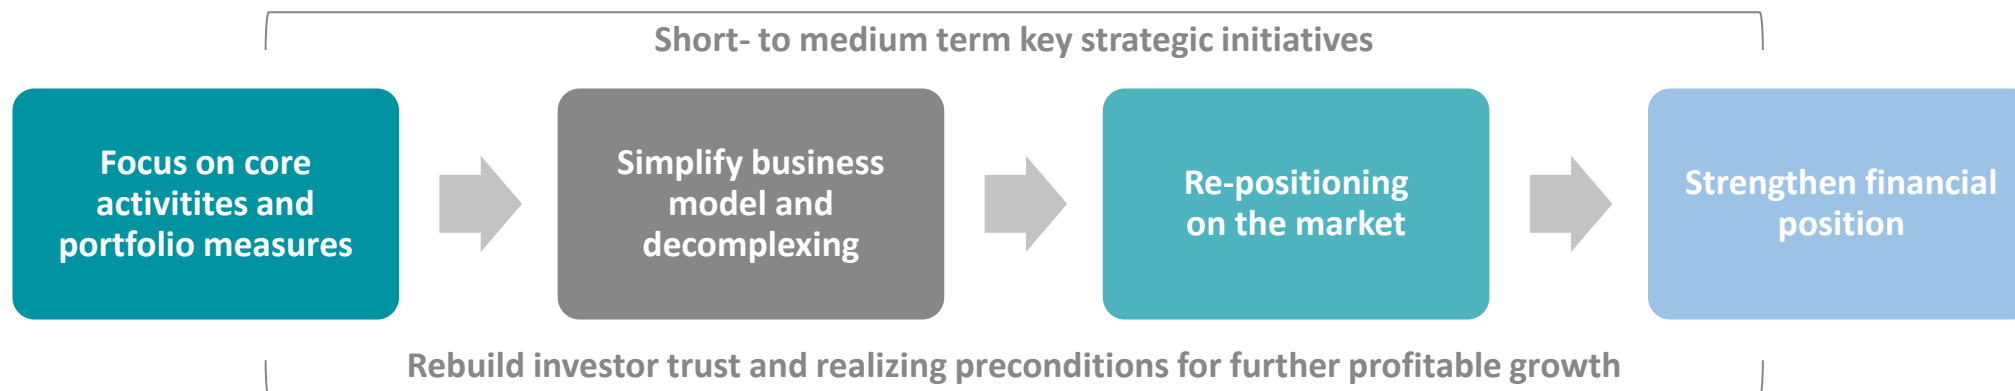 Short- to medium term key strategic initiatives
Focus on core
activitites and
portfolio measures
Simplify business
model and
decomplexing
Re-positioning
on the market
Strengthen financial
position
Rebuild investor trust and realizing preconditions for further profitable growth